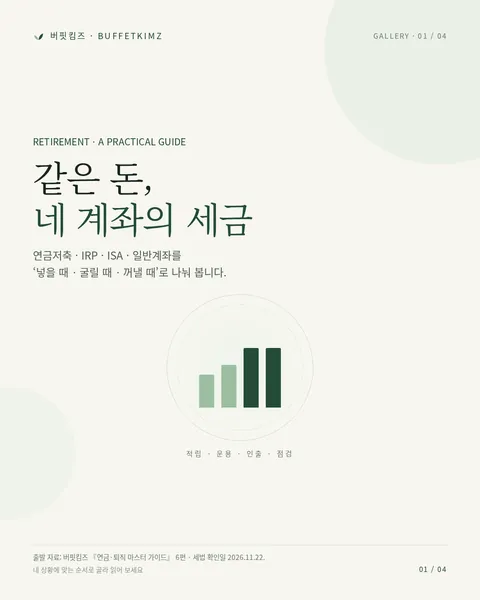 버핏킴즈 · BUFFETKIMZ
GALLERY · 01 / 04
RETIREMENT · A PRACTICAL GUIDE
같은 돈,
네 계좌의 세금
연금저축 · IRP · ISA · 일반계좌를
‘넣을 때 · 굴릴 때 · 꺼낼 때’로 나눠 봅니다.
적립 · 운용 · 인출 · 점검
출발 자료: 버핏킴즈 『연금·퇴직 마스터 가이드』 6편 · 세법 확인일 2026.11.22.
내 상황에 맞는 순서로 골라 읽어 보세요
01 / 04